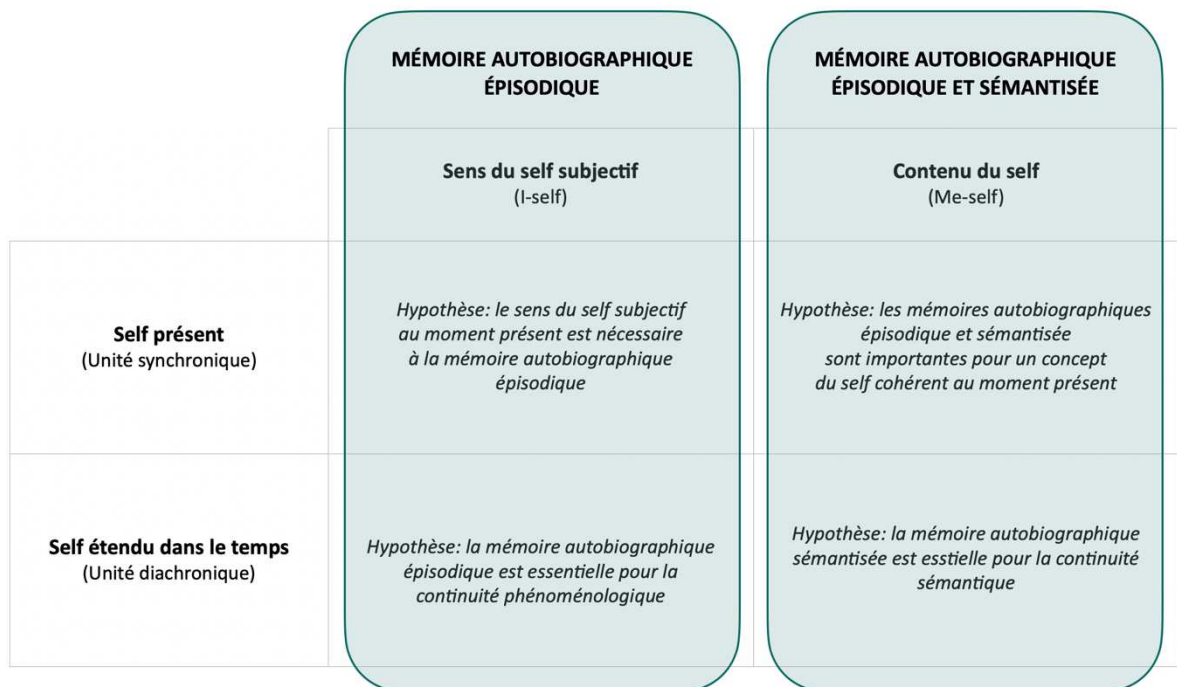 MÉMOIRE AUTOBIOGRAPHIQUE
ÉPISODIQUE
MÉMOIRE AUTOBIOGRAPHIQUE
ÉPISODIQUE ET SÉMANTISÉE
Sens du self subjectif
(I-self)
Contenu du self
(Me-self)
Self présent
(Unité synchronique)
Hypothèse: le sens du self subjectif
au moment présent est nécessaire
à la mémoire autobiographique
épisodique
Hypothèse: les mémoires autobiographiques
épisodique et sémantisée
sont importantes pour un concept
du self cohérent au moment présent
Self étendu dans le temps
(Unité diachronique)
Hypothèse: la mémoire autobiographique
épisodique est essentielle pour la
continuité phénoménologique
Hypothèse: la mémoire autobiographique
sémantisée est esstielle pour la continuité
sémantique